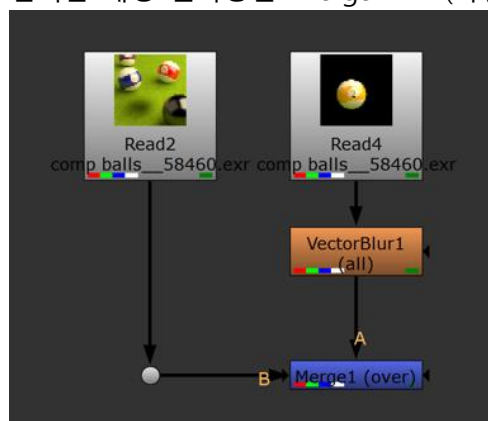 Read2
comp balls__58460.exr
Read4
comp balls__58460.exr
VectorBlur1
(all)
A
B
Merge1 (over)